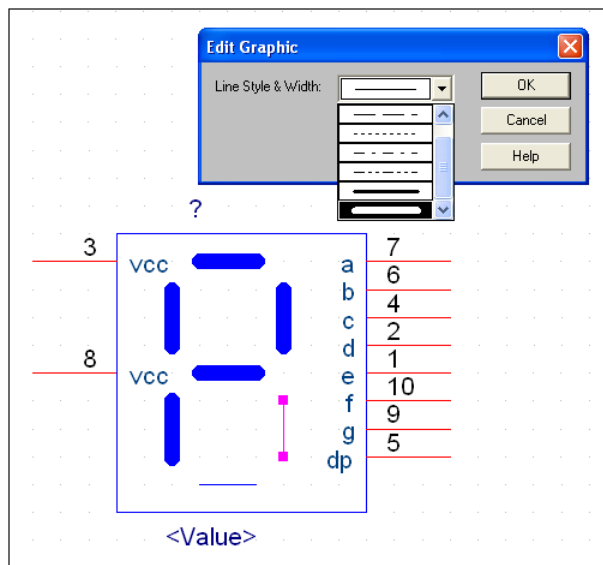 Edit Graphic
Line Style & Width:
OK
Cancel
Help
?
3 vcc a 7
b 6
c 4
d 2
8 vcc e 1
f 10
g 9
dp 5
<Value>